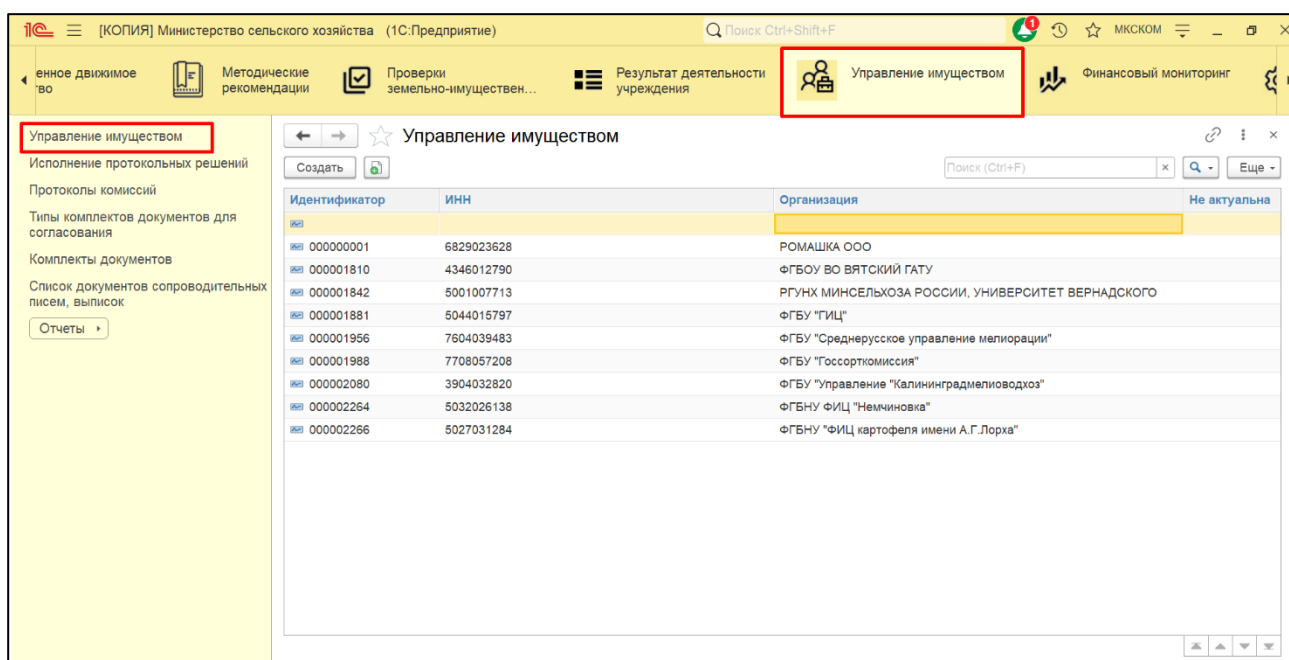 1С [КОПИЯ] Министерство сельского хозяйства (1С:Предприятие) Поиск Ctrl+Shift+F 1 МКСКОМ
енное движимое
'во
Методические
рекомендации
Проверки
земельно-имуществен...
Результат деятельности
учреждения
Управление имуществом
Финансовый мониторинг
Управление имуществом
Исполнение протокольных решений
Протоколы комиссий
Типы комплектов документов для
согласования
Комплекты документов
Список документов сопроводительных
писем, выписок
Отчеты
Управление имуществом
Создать Поиск (Ctrl+F) × Еще
Идентификатор ИНН Организация Не актуальна
000000001 6829023628 РОМАШКА ООО
000001810 4346012790 ФГБОУ ВО ВЯТСКИЙ ГАТУ
000001842 5001007713 РГУНХ МИНСЕЛЬХОЗА РОССИИ, УНИВЕРСИТЕТ ВЕРНАДСКОГО
000001881 5044015797 ФГБУ "ГИЦ"
000001956 7604039483 ФГБУ "Среднерусское управление мелиорации"
000001988 7708057208 ФГБУ "Госсорткомиссия"
000002080 3904032820 ФГБУ "Управление "Калининградмелиоводхоз"
000002264 5032026138 ФГБНУ ФИЦ "Немчиновка"
000002266 5027031284 ФГБНУ "ФИЦ картофеля имени А.Г.Лорха"